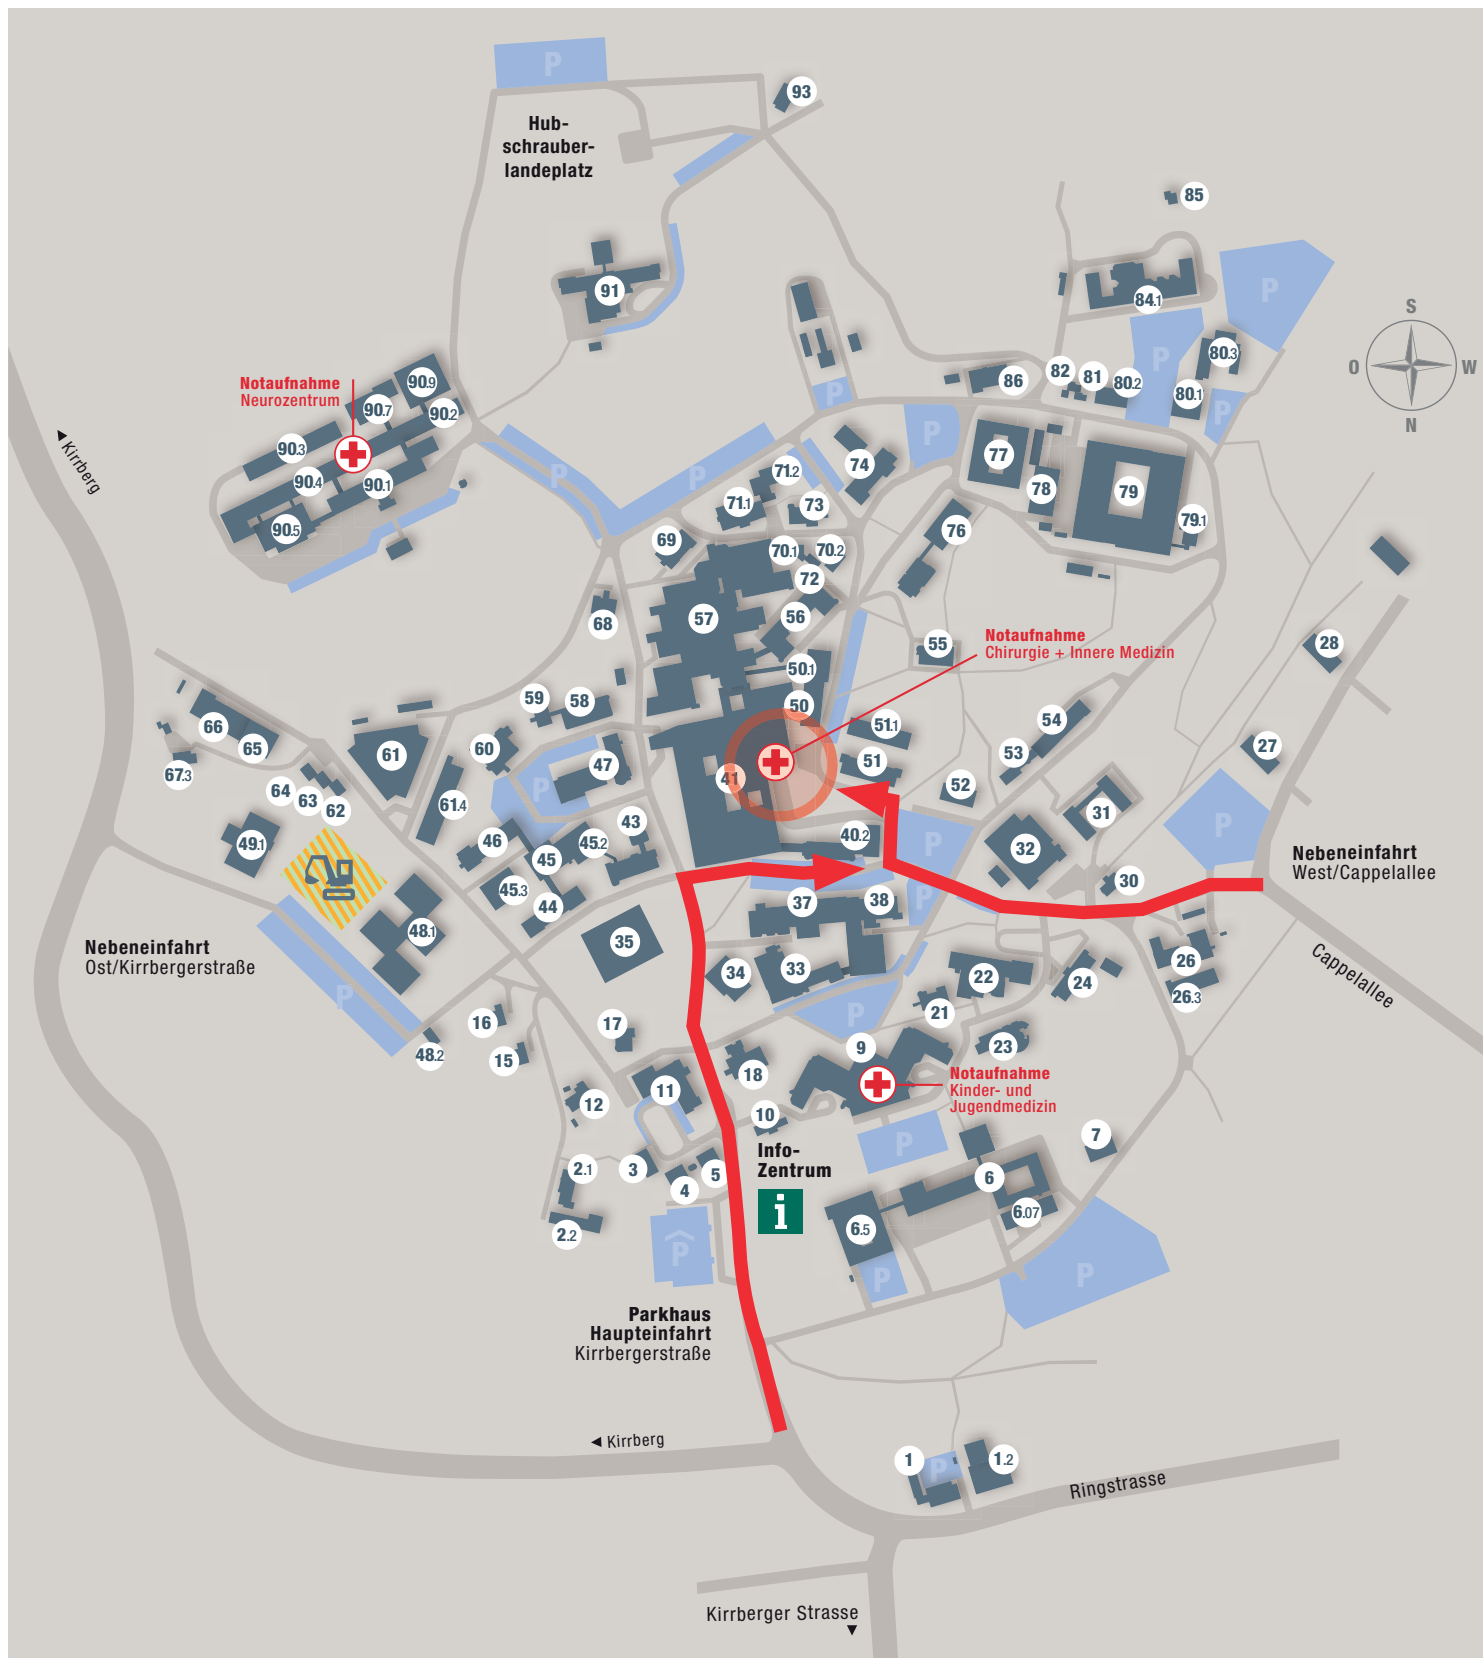 P
93
Hub-
schrauber-
landeplatz
85
91
84.1
P
S
O
W
N
P
80.3
Notaufnahme
Neurozentrum
90.9
90.7
90.2
82
81
80.2
80.1
86
P
P
P
Kirrberg
90.3
90.4
90.1
90.5
P
P
71.2
74
77
78
79
79.1
71.1
73
76
69
70.1
70.2
72
57
56
68
55
Notaufnahme
Chirurgie + Innere Medizin
28
50.1
50
59
58
51.1
54
66
65
67.3
61
60
47
41
51
53
27
P
64
63
62
61.4
52
31
49.1
46
45
45.2
43
40.2
P
32
P
Nebeneinfahrt
West/Cappelallee
45.3
44
37
38
P
30
48.1
35
Nebeneinfahrt
Ost/Kirrbergerstraße
34
33
22
24
26
26.3
Cappelallee
P
16
17
P
21
48.2
15
18
9
23
Notaufnahme
Kinder- und
Jugendmedizin
12
11
10
P
7
Info-
Zentrum
i
2.1
3
4
5
6
6.07
6.5
2.2
P
P
P
Parkhaus
Haupteinfahrt
Kirrbergerstraße
Kirrberg
1
P
1.2
Ringstrasse
Kirrberger Strasse